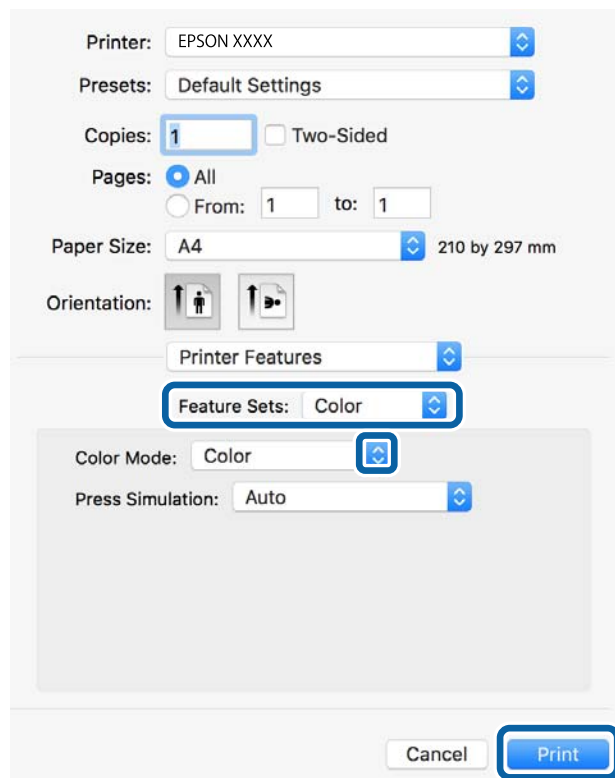 Printer: EPSON XXXX
Presets: Default Settings
Copies: 1 Two-Sided
Pages: All
From: 1 to: 1
Paper Size: A4 210 by 297 mm
Orientation:
Printer Features
Feature Sets: Color
Color Mode: Color
Press Simulation: Auto
Cancel Print